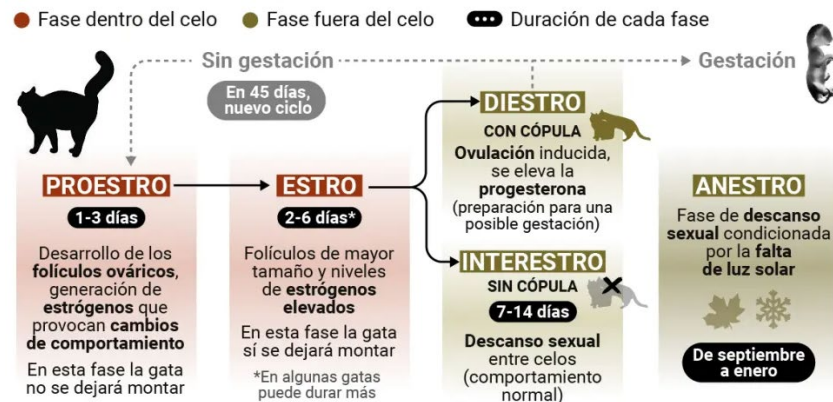 Fase dentro del celo
Fase fuera del celo
Duración de cada fase
Sin gestación
Gestación
En 45 días,
nuevo ciclo
PROESTRO
1-3 días
Desarrollo de los
folículos ováricos,
generación de
estrógenos que
provocan cambios
de comportamiento
En esta fase la gata
no se dejará montar
ESTRO
2-6 días*
Folículos de mayor
tamaño y niveles
de estrógenos
elevados
En esta fase la gata
sí se dejará montar
*En algunas gatas
puede durar más
DIESTRO
CON CÓPULA
Ovulación inducida,
se eleva la
progesterona
(preparación para una
posible gestación)
INTERESTRO
SIN CÓPULA
7-14 días
Descanso sexual
entre celos
(comportamiento
normal)
ANESTRO
Fase de descanso
sexual condicionada
por la falta
de luz solar
De septiembre
a enero